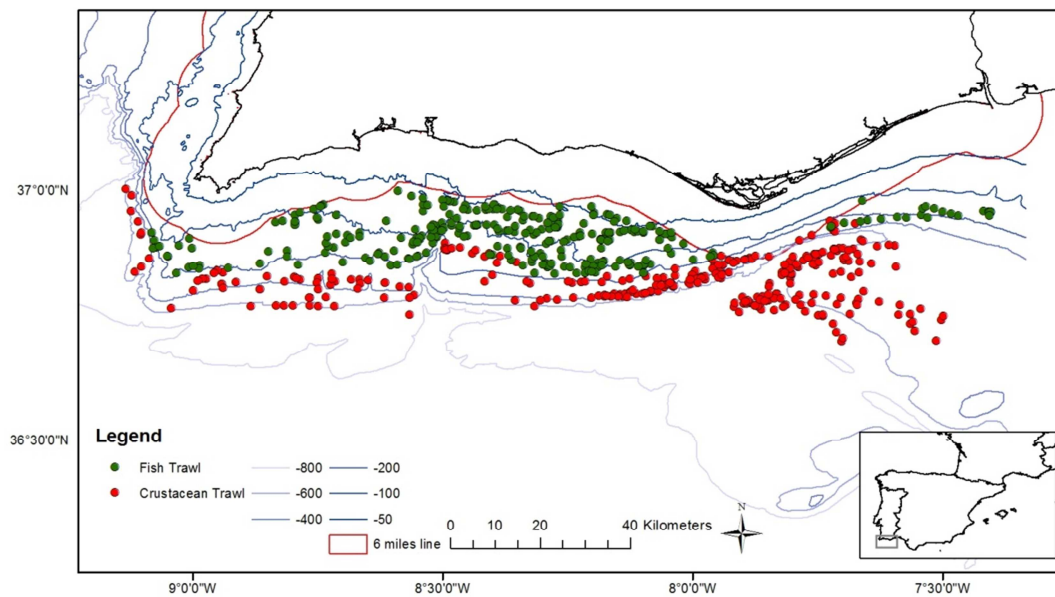 37°0'0"N
36°30'0"N
Legend
Fish Trawl
Crustacean Trawl
-800
-600
-400
-200
-100
-50
6 miles line
N
0 10 20 40 Kilometers
9°0'0"W 8°30'0"W 8°0'0"W 7°30'0"W